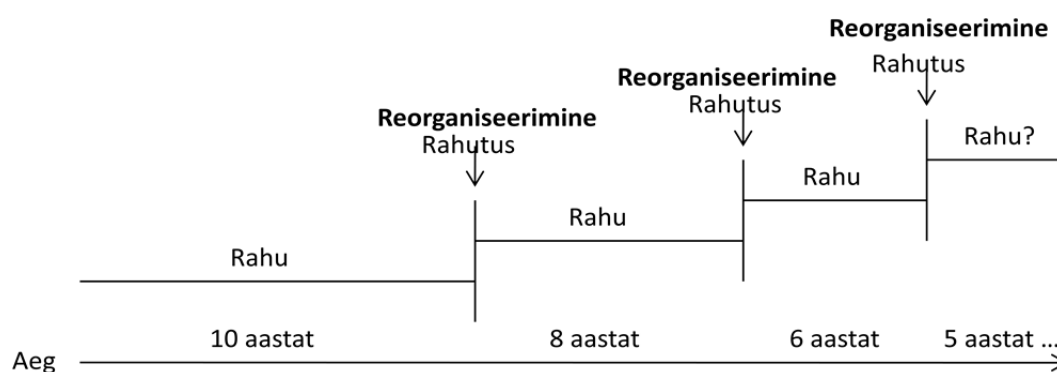 Reorganiseerimine
Rahutus
Reorganiseerimine
Rahutus
Reorganiseerimine
Rahutus
Rahu?
Rahu
Rahu
Rahu
10 aastat
8 aastat
6 aastat
5 aastat ...
Aeg